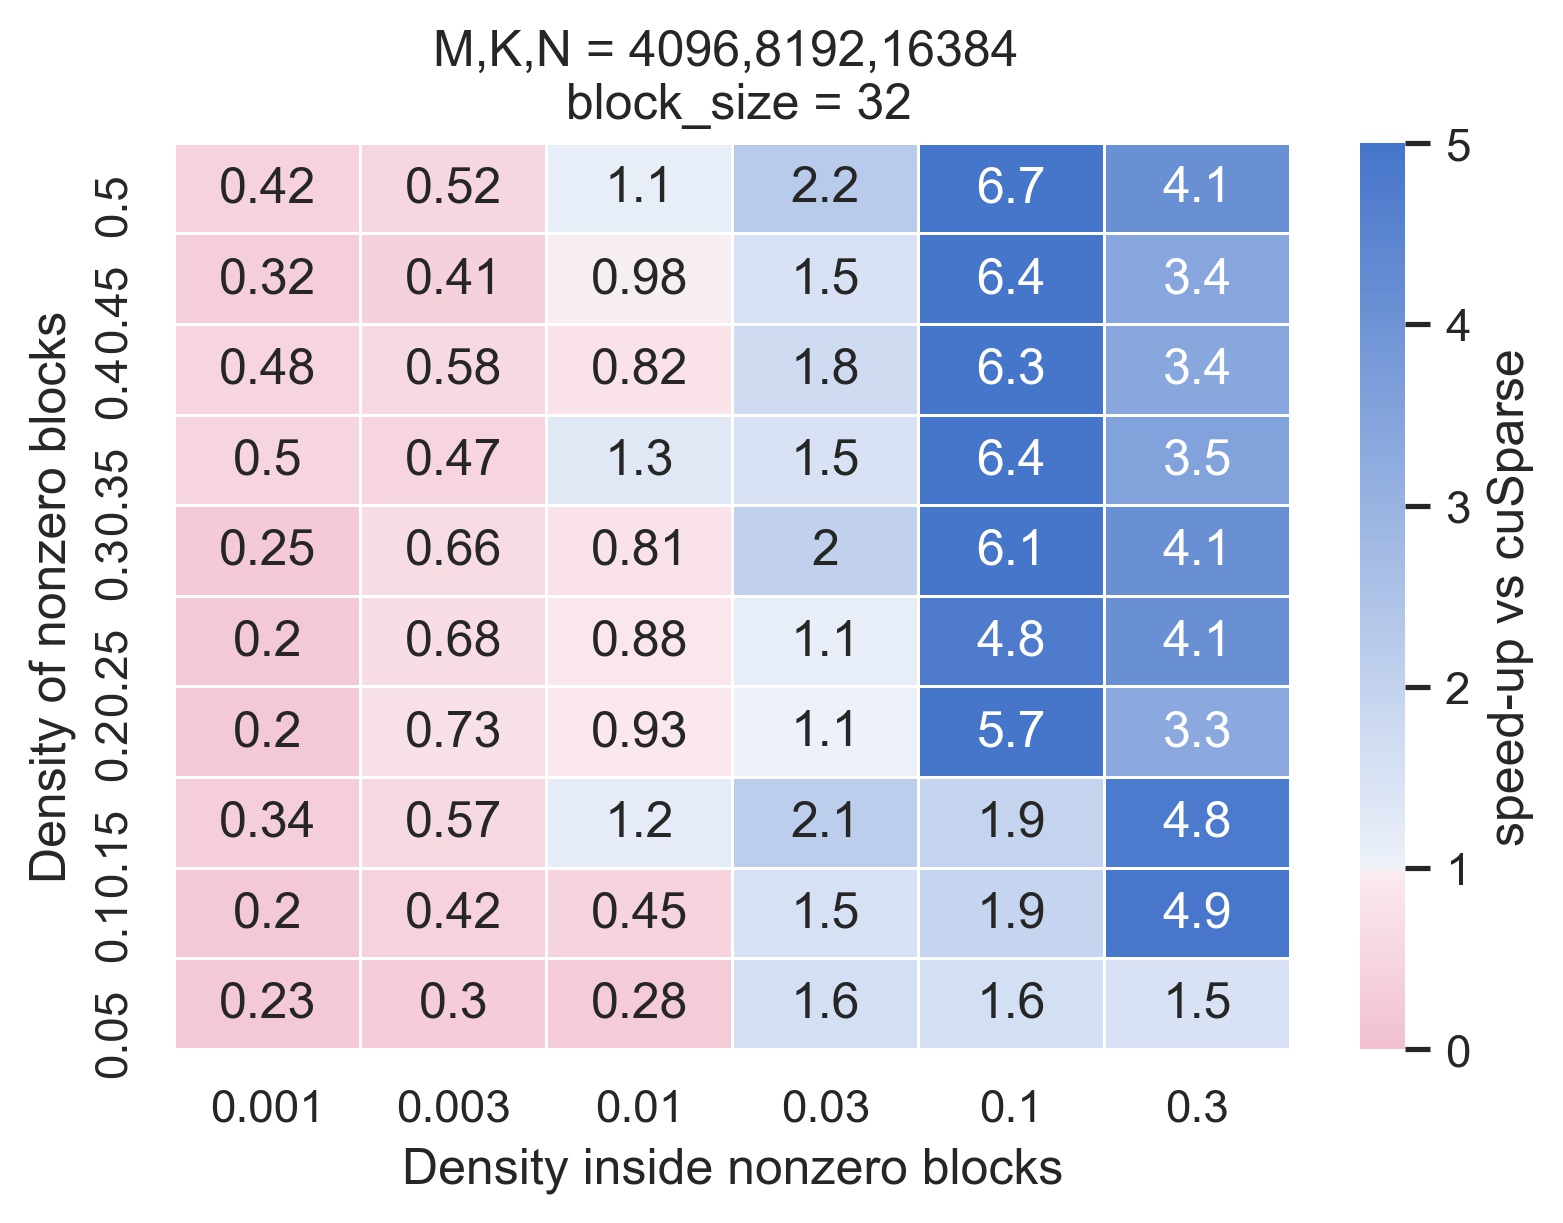 M,K,N = 4096,8192,16384
block_size = 32
Density of nonzero blocks
0.5 0.42 0.52 1.1 2.2 6.7 4.1
0.45 0.32 0.41 0.98 1.5 6.4 3.4
0.4 0.48 0.58 0.82 1.8 6.3 3.4
0.35 0.5 0.47 1.3 1.5 6.4 3.5
0.3 0.25 0.66 0.81 2 6.1 4.1
0.25 0.2 0.68 0.88 1.1 4.8 4.1
0.2 0.2 0.73 0.93 1.1 5.7 3.3
0.15 0.34 0.57 1.2 2.1 1.9 4.8
0.1 0.2 0.42 0.45 1.5 1.9 4.9
0.05 0.23 0.3 0.28 1.6 1.6 1.5
0.001 0.003 0.01 0.03 0.1 0.3
Density inside nonzero blocks
5
4
3
2
1
0
speed-up vs cuSparse